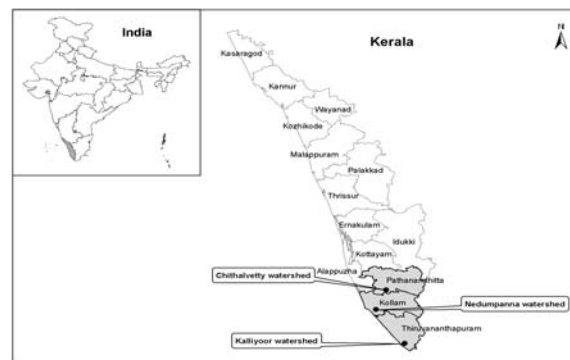 India
Kerala
N
Kasaragod
Kannur
Wayanad
Kozhikode
Malappuram
Palakkad
Thrissur
Ernakulam
Idukki
Kottayam
Alappuzha
Chithalvetty watershed
Pathanamthitta
Kollam
Nedumpanna watershed
Thiruvananthapuram
Kalliyoor watershed